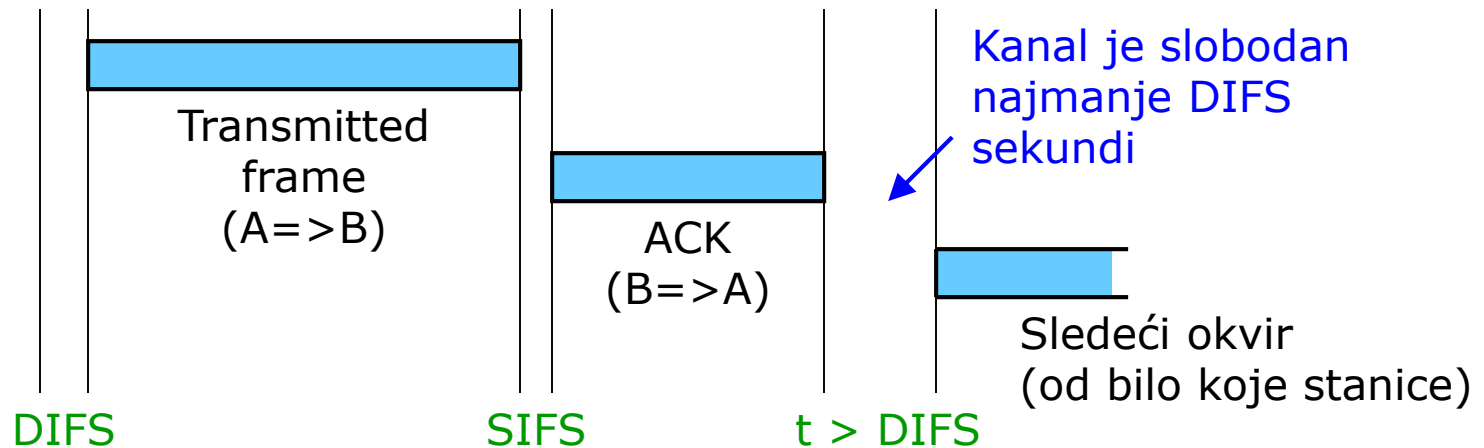 Kanal je slobodan
najmanje DIFS
sekundi
Transmitted
frame
(A=>B)
ACK
(B=>A)
Sledeći okvir
(od bilo koje stanice)
DIFS
SIFS
t > DIFS